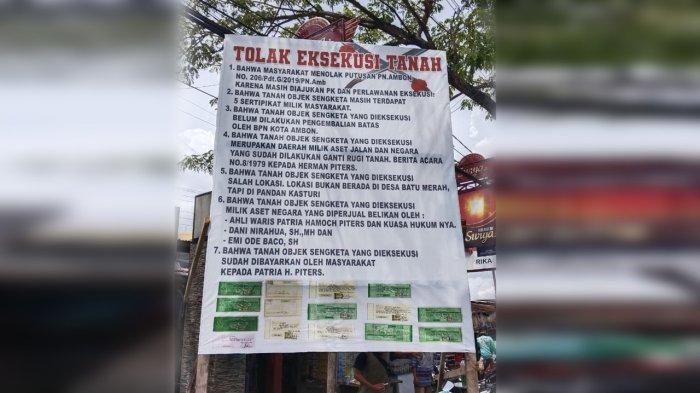 TOLAK EKSEKUSI TANAH
1. BAHWA MASYARAKAT MENOLAK PUTUSAN PN.AMBON
NO. 206/Pdt.G/2019/PN.Amb
KARENA MASIH DIAJUKAN PK DAN PERLAWANAN EKSEKUSI.
2. BAHWA TANAH OBJEK SENGKETA MASIH TERDAPAT
5 SERTIPIKAT MILIK MASYARAKAT.
3. BAHWA TANAH OBJEK SENGKETA YANG DIEKSEKUSI
BELUM DILAKUKAN PENGEMBALIAN BATAS
OLEH BPN KOTA AMBON.
4. BAHWA TANAH OBJEK SENGKETA YANG DIEKSEKUSI
MERUPAKAN DAERAH MILIK ASET JALAN DAN NEGARA
YANG SUDAH DILAKUKAN GANTI RUGI TANAH. BERITA ACARA
NO.8/1979 KEPADA HERMAN PITERS.
5. BAHWA TANAH OBJEK SENGKETA YANG DIEKSEKUSI
SALAH LOKASI. LOKASI BUKAN BERADA DI DESA BATU MERAH,
TAPI DI PANDAN KASTURI
6. BAHWA TANAH OBJEK SENGKETA YANG DIEKSEKUSI
MILIK ASET NEGARA YANG DIPERJUAL BELIKAN OLEH :
- AHLI WARIS PATRIA HAMOCH PITERS DAN KUASA HUKUM NYA.
- DANI NIRAHUA, SH.,MH DAN
- EMI ODE BACO, SH
7. BAHWA TANAH OBJEK SENGKETA YANG DIEKSEKUSI
SUDAH DIBAYARKAN OLEH MASYARAKAT
KEPADA PATRIA H. PITERS.
Surya
RIKA